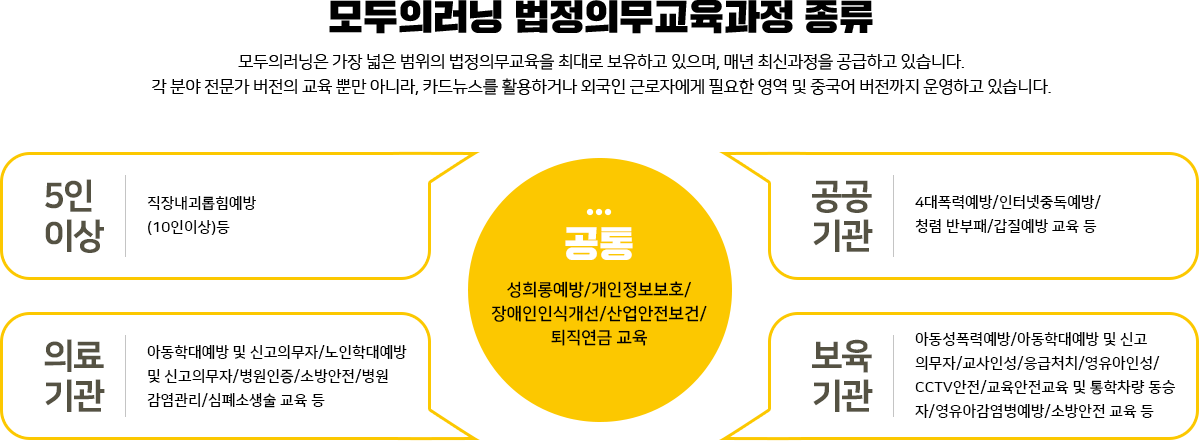 모두의러닝 법정의무교육과정 종류
모두의러닝은 가장 넓은 범위의 법정의무교육을 최대로 보유하고 있으며, 매년 최신과정을 공급하고 있습니다.
각 분야 전문가 버전의 교육 뿐만 아니라, 카드뉴스를 활용하거나 외국인 근로자에게 필요한 영역 및 중국어 버전까지 운영하고 있습니다.
5인
이상
직장내괴롭힘예방
(10인이상)등
공통
성희롱예방/개인정보보호/
장애인인식개선/산업안전보건/
퇴직연금 교육
공공
기관
4대폭력예방/인터넷중독예방/
청렴 반부패/갑질예방 교육 등
의료
기관
아동학대예방 및 신고의무자/노인학대예방
및 신고의무자/병원인증/소방안전/병원
감염관리/심폐소생술 교육 등
보육
기관
아동성폭력예방/아동학대예방 및 신고
의무자/교사인성/응급처치/영유아인성/
CCTV안전/교육안전교육 및 통학차량 동승
자/영유아감염병예방/소방안전 교육 등